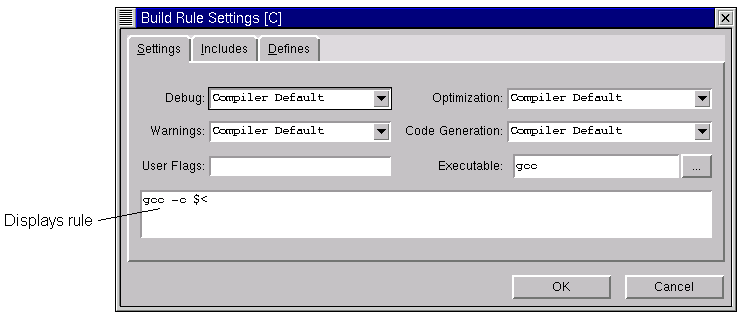 Build Rule Settings [C]
Settings Includes Defines
Debug: Compiler Default Optimization: Compiler Default
Warnings: Compiler Default Code Generation: Compiler Default
User Flags: Executable: gcc ...
gcc -c $<
Displays rule
OK Cancel